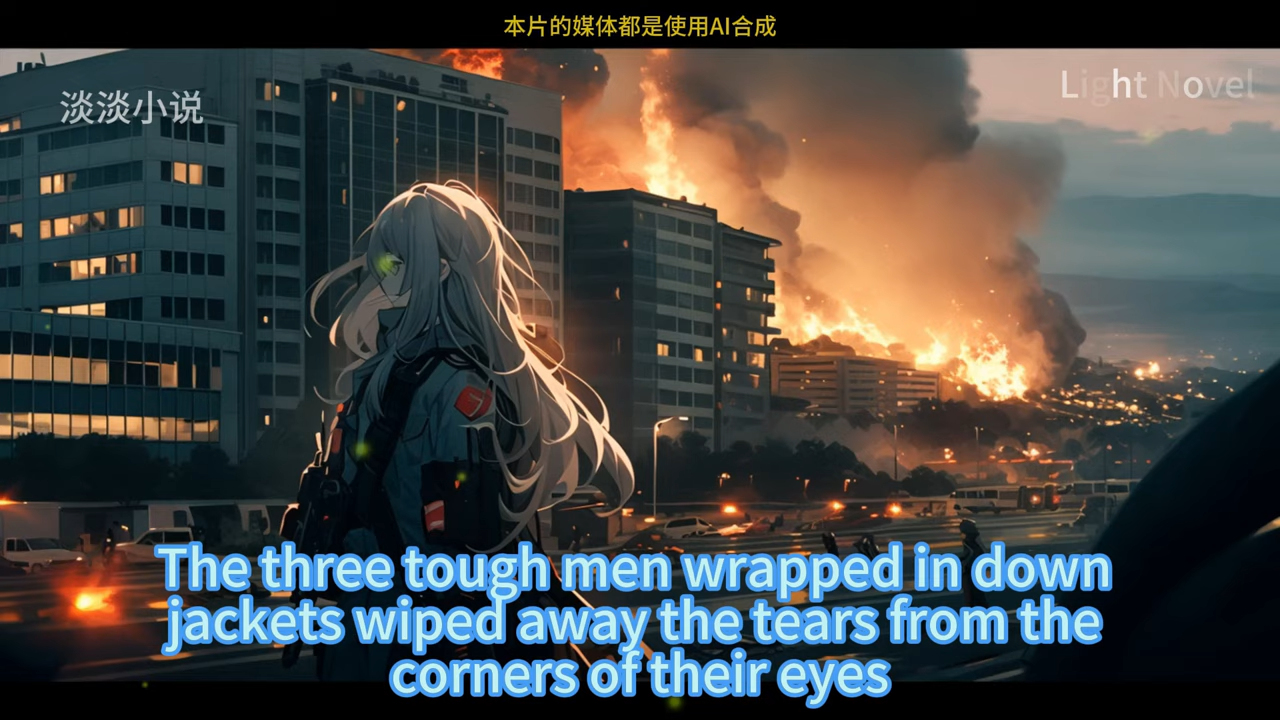 本片的媒体都是使用AI合成
淡淡小说
Light Novel
The three tough men wrapped in down
jackets wiped away the tears from the
corners of their eyes